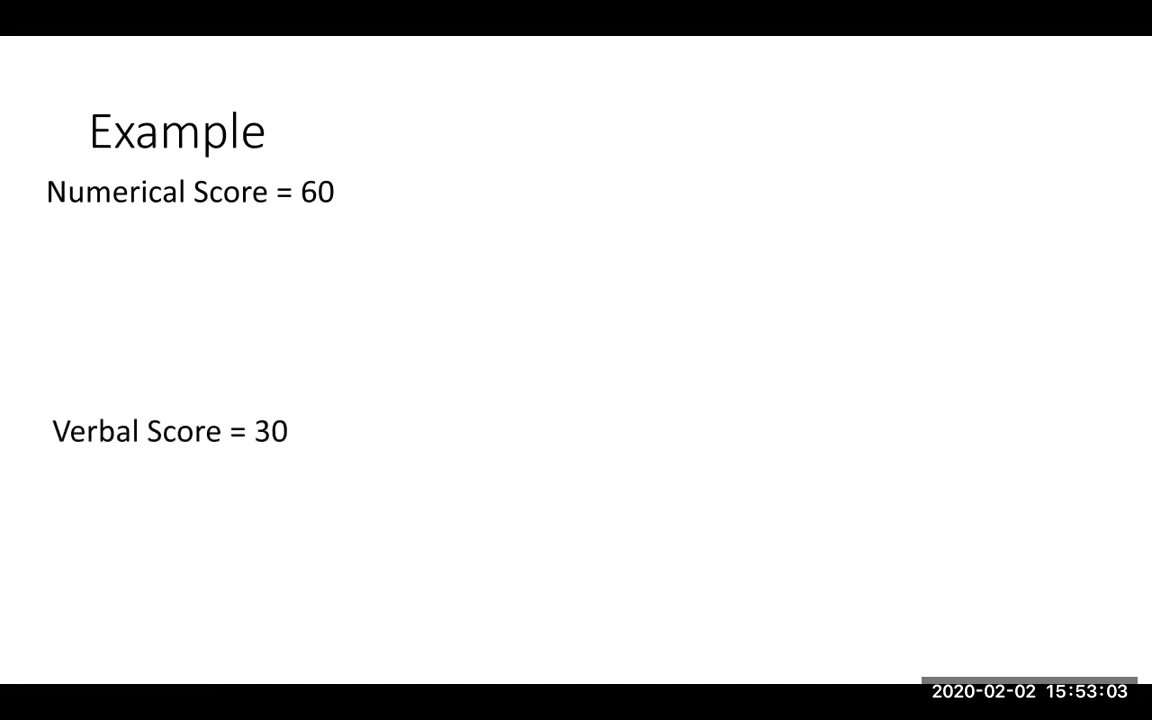 Example
Numerical Score = 60
Verbal Score = 30
2020-02-02 15:53:03